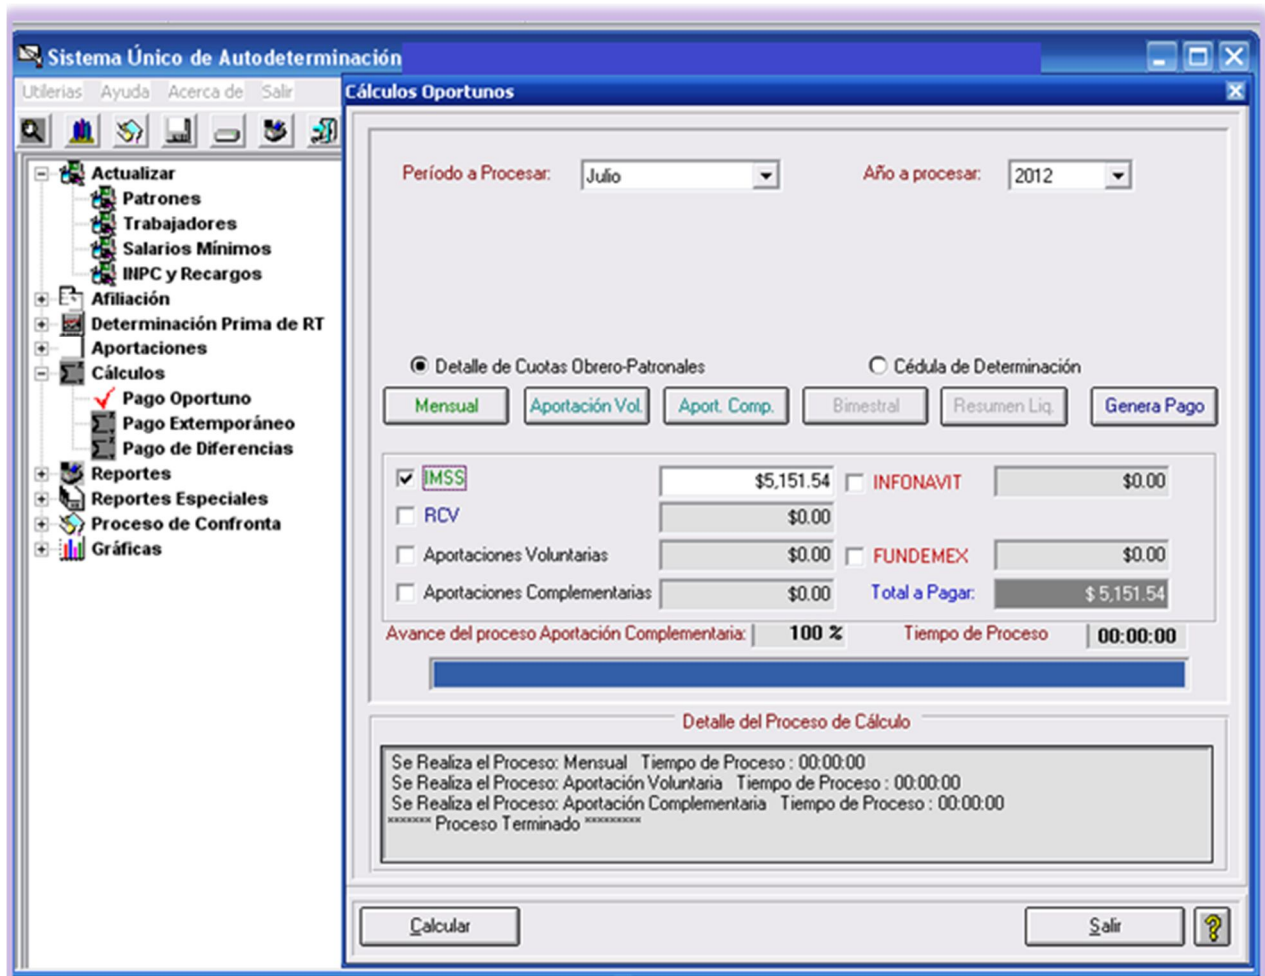 Sistema Único de Autodeterminación
Utilerias Ayuda Acerca de Salir
Actualizar
Patrones
Trabajadores
Salarios Mínimos
INPC y Recargos
Afiliación
Determinación Prima de RT
Aportaciones
Cálculos
Pago Oportuno
Pago Extemporáneo
Pago de Diferencias
Reportes
Reportes Especiales
Proceso de Confronta
Gráficas
Cálculos Oportunos
Período a Procesar: Julio Año a procesar: 2012
Detalle de Cuotas Obrero-Patronales Cédula de Determinación
Mensual Aportación Vol. Aport. Comp. Bimestral Resumen Liq. Genera Pago
IMSS $5,151.54 INFONAVIT $0.00
RCV $0.00
Aportaciones Voluntarias $0.00 FUNDEMEX $0.00
Aportaciones Complementarias $0.00 Total a Pagar: $ 5,151.54
Avance del proceso Aportación Complementaria: 100 % Tiempo de Proceso 00:00:00
Detalle del Proceso de Cálculo
Se Realiza el Proceso: Mensual Tiempo de Proceso : 00:00:00
Se Realiza el Proceso: Aportación Voluntaria Tiempo de Proceso : 00:00:00
Se Realiza el Proceso: Aportación Complementaria Tiempo de Proceso : 00:00:00
******* Proceso Terminado *********
Calcular Salir ?